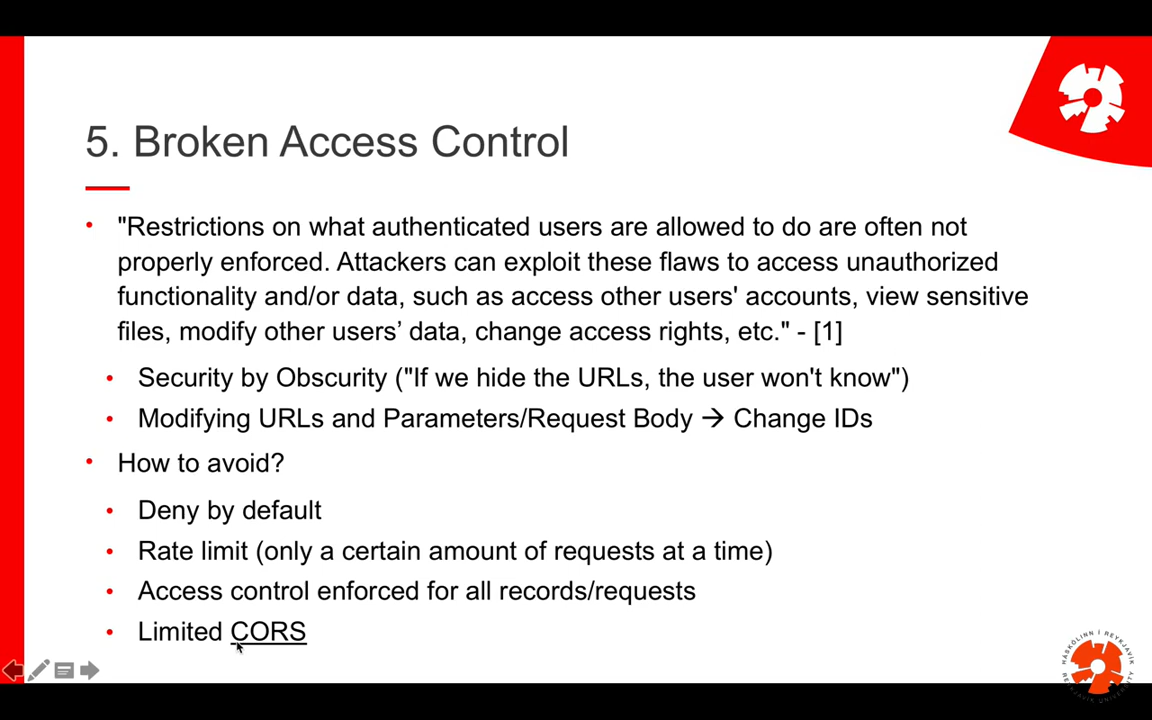 5. Broken Access Control
• "Restrictions on what authenticated users are allowed to do are often not
properly enforced. Attackers can exploit these flaws to access unauthorized
functionality and/or data, such as access other users' accounts, view sensitive
files, modify other users’ data, change access rights, etc." - [1]
• Security by Obscurity ("If we hide the URLs, the user won't know")
• Modifying URLs and Parameters/Request Body → Change IDs
• How to avoid?
• Deny by default
• Rate limit (only a certain amount of requests at a time)
• Access control enforced for all records/requests
• Limited CORS
HÁSKÓLINN Í REYKJAVÍK
REYKJAVIK UNIVERSITY